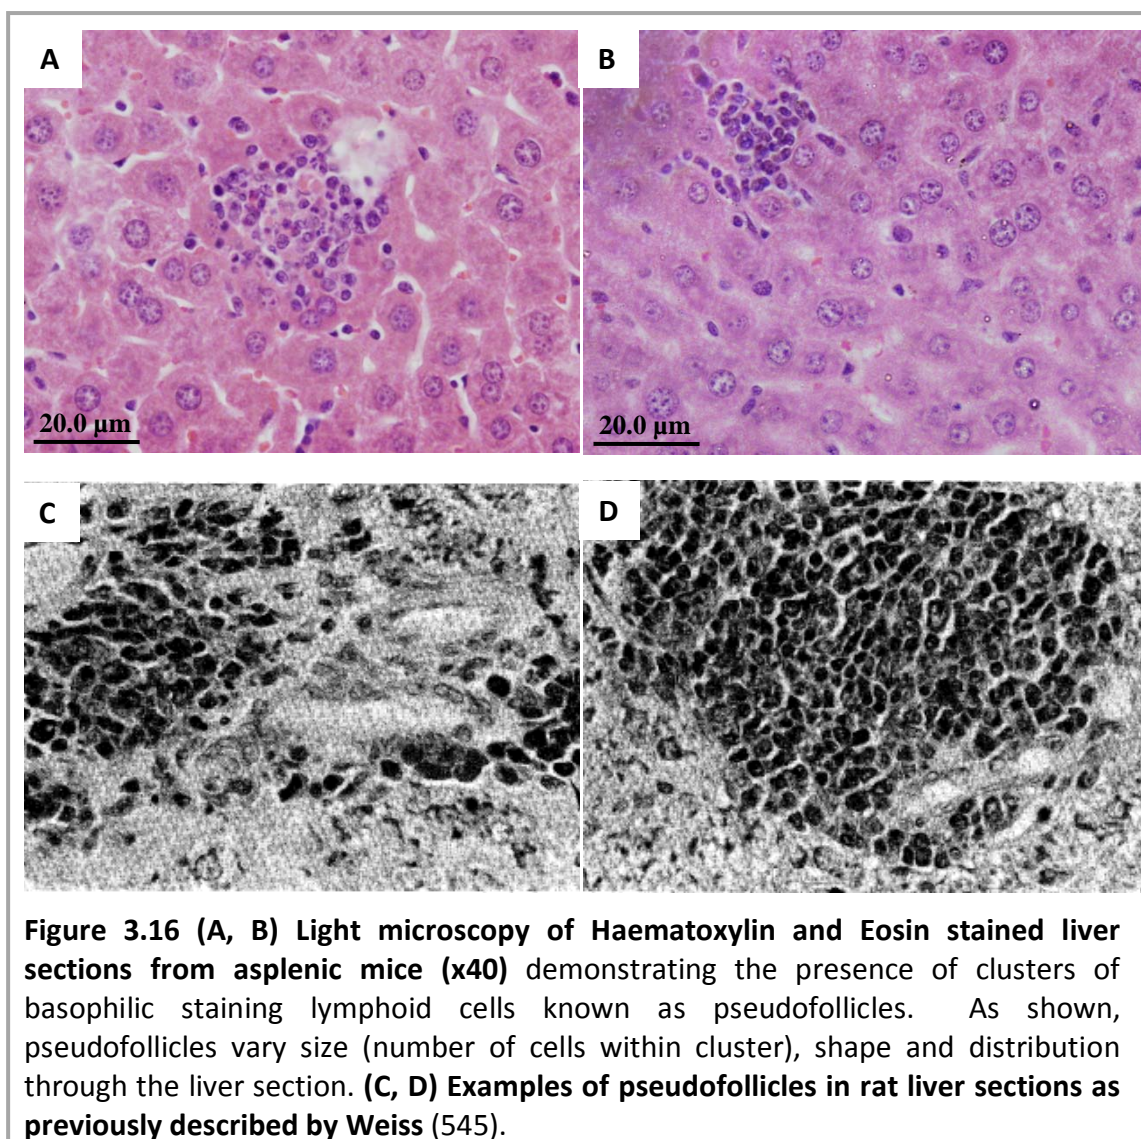 A
B
20.0 µm
20.0 µm
C
D
Figure 3.16 (A, B) Light microscopy of Haematoxylin and Eosin stained liver
sections from asplenic mice (x40) demonstrating the presence of clusters of
basophilic staining lymphoid cells known as pseudofollicles. As shown,
pseudofollicles vary size (number of cells within cluster), shape and distribution
through the liver section. (C, D) Examples of pseudofollicles in rat liver sections as
previously described by Weiss (545).